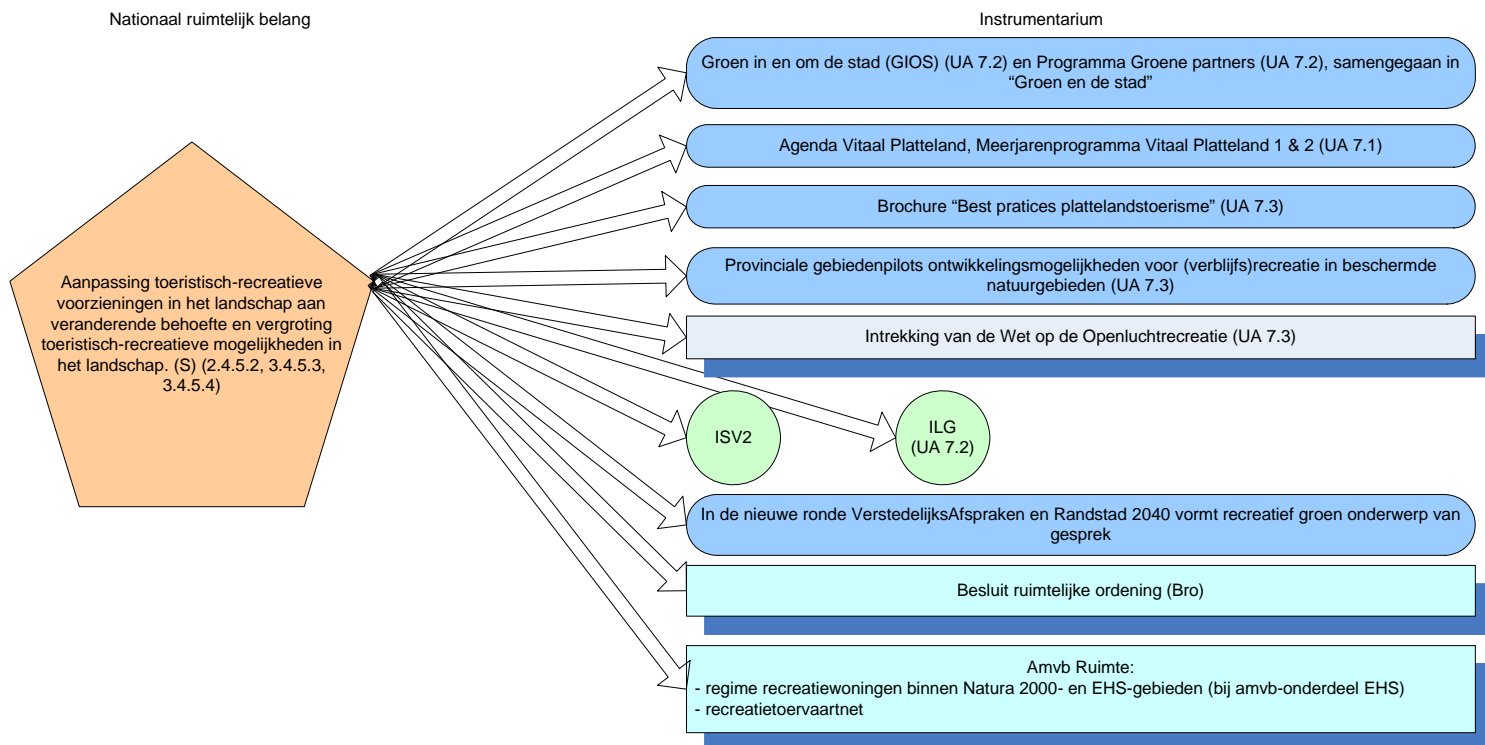 Nationaal ruimtelijk belang
Instrumentarium
Aanpassing toeristisch-recreatieve
voorzieningen in het landschap aan
veranderende behoefte en vergroting
toeristisch-recreatieve mogelijkheden in
het landschap. (S) (2.4.5.2, 3.4.5.3,
3.4.5.4)
Groen in en om de stad (GIOS) (UA 7.2) en Programma Groene partners (UA 7.2), samengegaan in
“Groen en de stad”
Agenda Vitaal Platteland, Meerjarenprogramma Vitaal Platteland 1 & 2 (UA 7.1)
Brochure “Best pratices plattelandstoerisme” (UA 7.3)
Provinciale gebiedenpilots ontwikkelingsmogelijkheden voor (verblijfs)recreatie in beschermde
natuurgebieden (UA 7.3)
Intrekking van de Wet op de Openluchtrecreatie (UA 7.3)
ISV2
ILG
(UA 7.2)
In de nieuwe ronde VerstedelijksAfspraken en Randstad 2040 vormt recreatief groen onderwerp van
gesprek
Besluit ruimtelijke ordening (Bro)
Amvb Ruimte:
- regime recreatiewoningen binnen Natura 2000- en EHS-gebieden (bij amvb-onderdeel EHS)
- recreatietoervaartnet